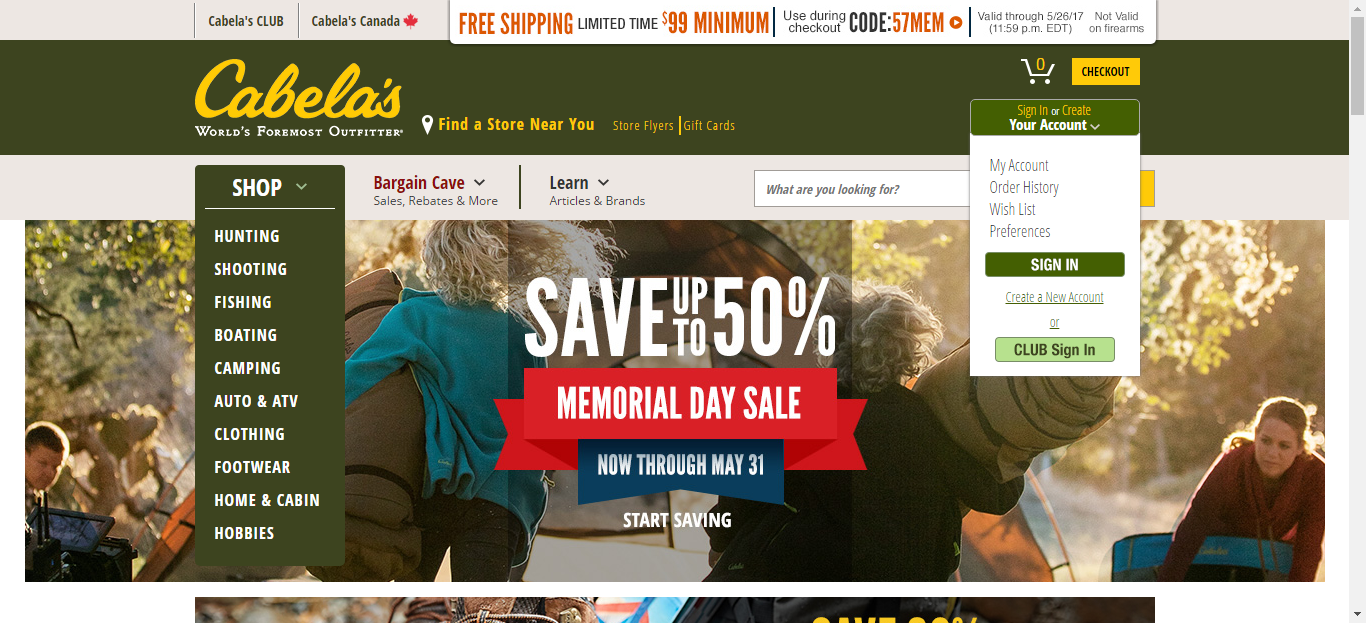 Cabela's CLUB
Cabela's Canada
FREE SHIPPING LIMITED TIME $99 MINIMUM
Use during
checkout
CODE:57MEM
Valid through 5/26/17
(11:59 p.m. EDT)
Not Valid
on firearms
Cabela's
WORLD'S FOREMOST OUTFITTER®
Find a Store Near You
Store Flyers
Gift Cards
0
CHECKOUT
Sign In or Create
Your Account
My Account
Order History
Wish List
Preferences
SIGN IN
Create a New Account
or
CLUB Sign In
SHOP
Bargain Cave
Sales, Rebates & More
Learn
Articles & Brands
What are you looking for?
HUNTING
SHOOTING
FISHING
BOATING
CAMPING
AUTO & ATV
CLOTHING
FOOTWEAR
HOME & CABIN
HOBBIES
SAVE UP TO 50%
MEMORIAL DAY SALE
NOW THROUGH MAY 31
START SAVING
Cabela's